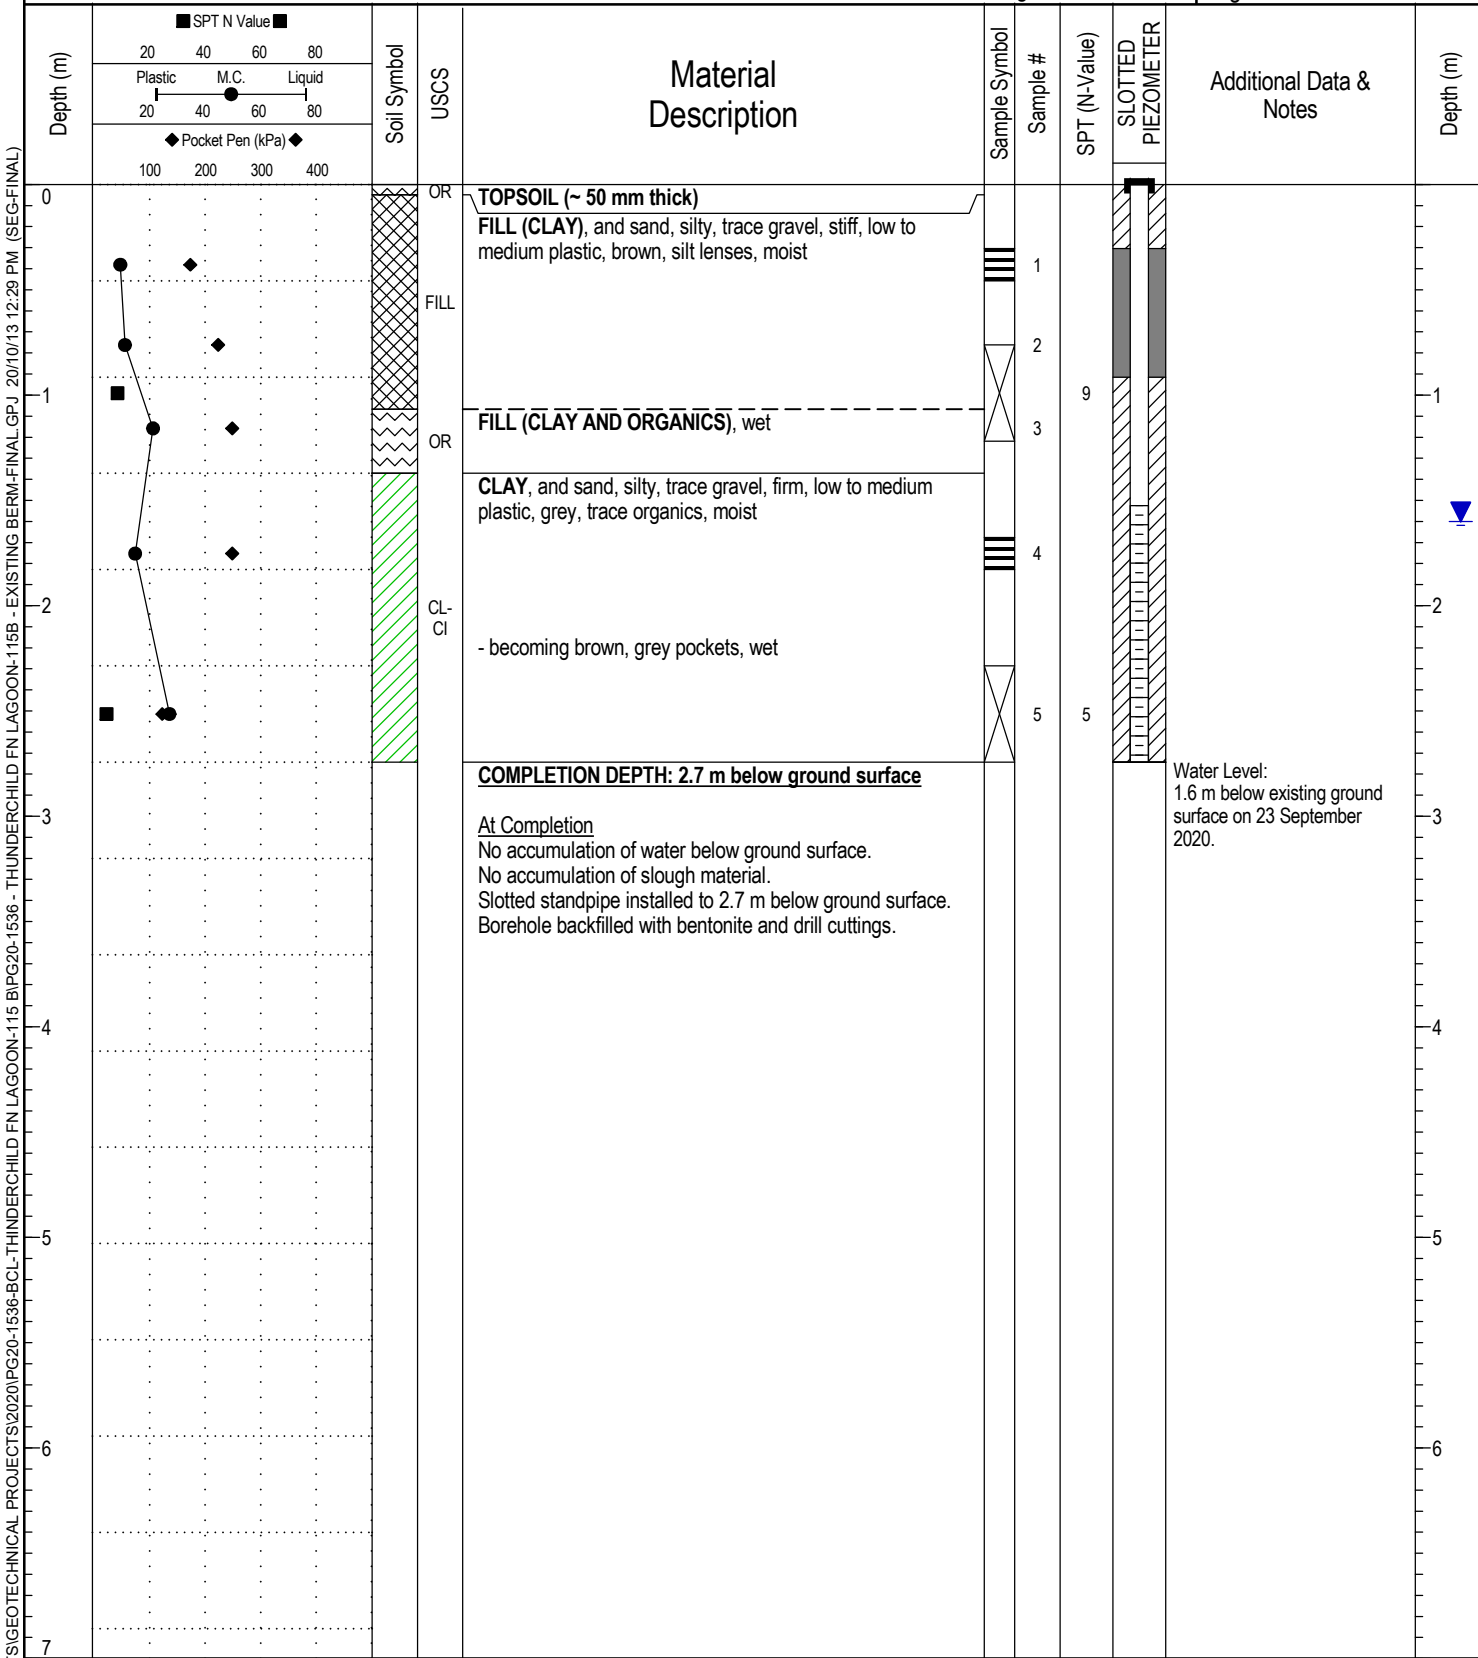 SPT N Value
20 40 60 80
Plastic M.C. Liquid
20 40 60 80
Pocket Pen (kPa)
100 200 300 400
Depth (m)
Soil Symbol
USCS
Material
Description
Sample Symbol
Sample #
SPT (N-Value)
SLOTTED
PIEZOMETER
Additional Data &
Notes
Depth (m)
0
OR
TOPSOIL (~ 50 mm thick)
FILL (CLAY), and sand, silty, trace gravel, stiff, low to
medium plastic, brown, silt lenses, moist
1
FILL
2
1
9
1
FILL (CLAY AND ORGANICS), wet
3
OR
CLAY, and sand, silty, trace gravel, firm, low to medium
plastic, grey, trace organics, moist
4
2
CL-
CI
2
- becoming brown, grey pockets, wet
5
5
COMPLETION DEPTH: 2.7 m below ground surface
Water Level:
1.6 m below existing ground
surface on 23 September
2020.
3
3
At Completion
No accumulation of water below ground surface.
No accumulation of slough material.
Slotted standpipe installed to 2.7 m below ground surface.
Borehole backfilled with bentonite and drill cuttings.
4
4
5
5
6
6
7
S\GEOTECHNICAL PROJECTS\2020\PG20-1536-BCL-THINDERCHILD FN LAGOON-115 B\PG20-1536 - THUNDERCHILD FN LAGOON-115B - EXISTING BERM-FINAL.GPJ 20/10/13 12:29 PM (SEG-FINAL)